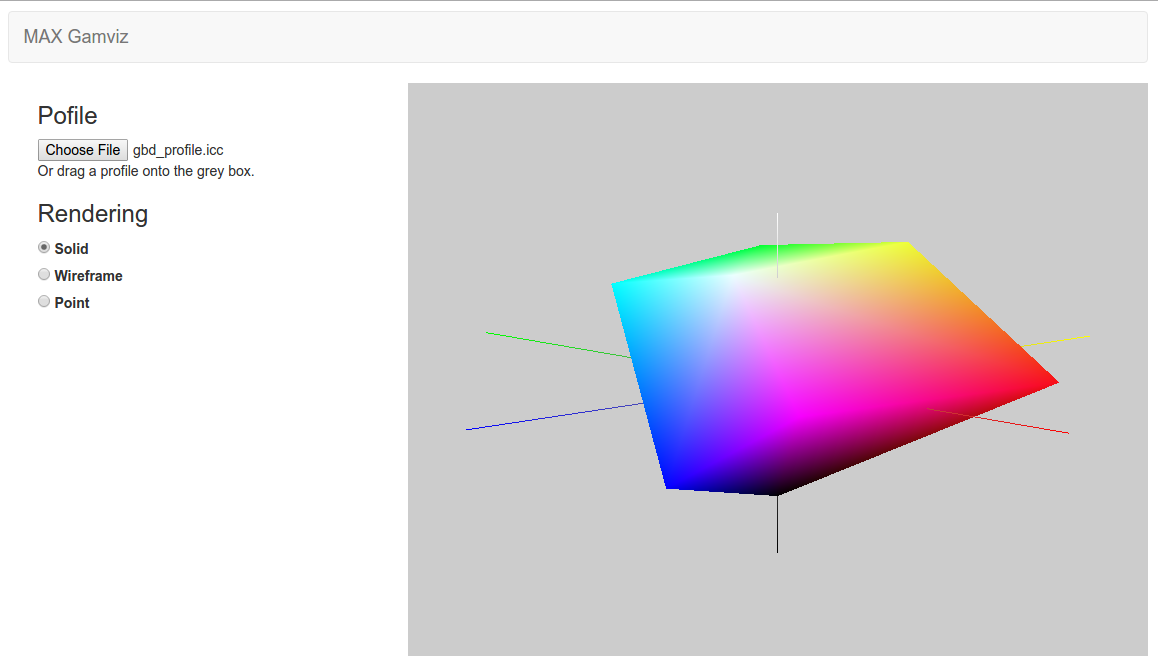 MAX Gamviz
Pofile
Choose File gbd_profile.icc
Or drag a profile onto the grey box.
Rendering
Solid
Wireframe
Point